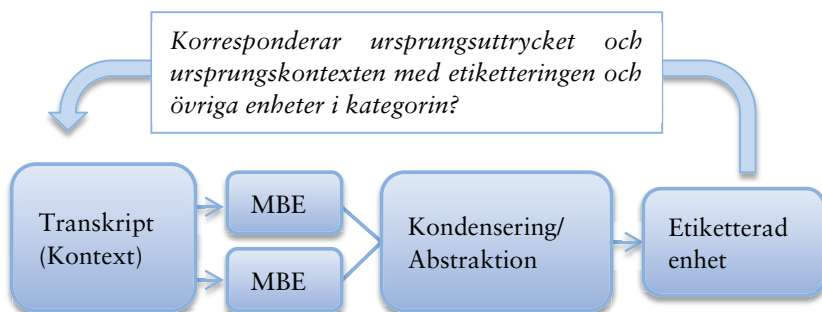 Korresponderar ursprungsuttrycket och
ursprungskontexten med etiketteringen och
övriga enheter i kategorin?
Transkript
(Kontext)
MBE
MBE
Kondensering/
Abstraktion
Etiketterad
enhet